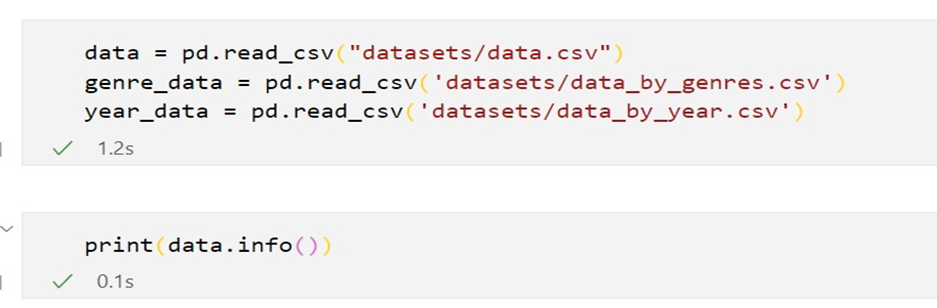 data = pd.read_csv("datasets/data.csv")
genre_data = pd.read_csv('datasets/data_by_genres.csv')
year_data = pd.read_csv('datasets/data_by_year.csv')
1.2s
print(data.info())
0.1s